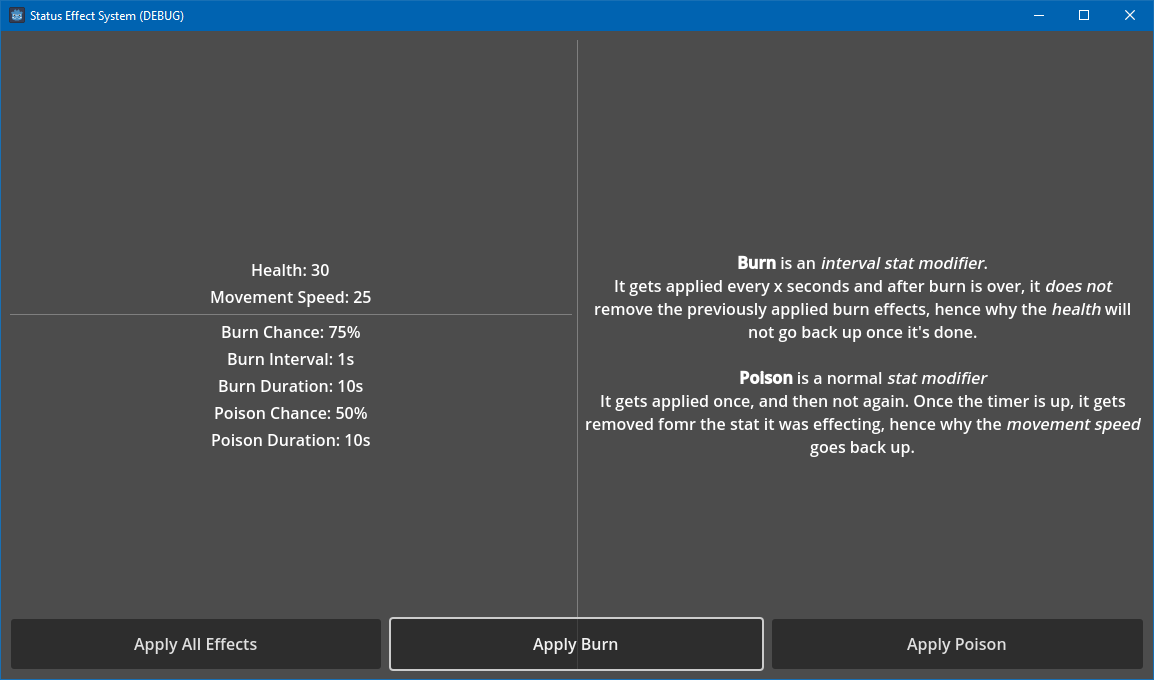 Status Effect System (DEBUG)
Health: 30
Movement Speed: 25
Burn Chance: 75%
Burn Interval: 1s
Burn Duration: 10s
Poison Chance: 50%
Poison Duration: 10s
Burn is an interval stat modifier.
It gets applied every x seconds and after burn is over, it does not
remove the previously applied burn effects, hence why the health will
not go back up once it's done.
Poison is a normal stat modifier
It gets applied once, and then not again. Once the timer is up, it gets
removed fomr the stat it was effecting, hence why the movement speed
goes back up.
Apply All Effects
Apply Burn
Apply Poison